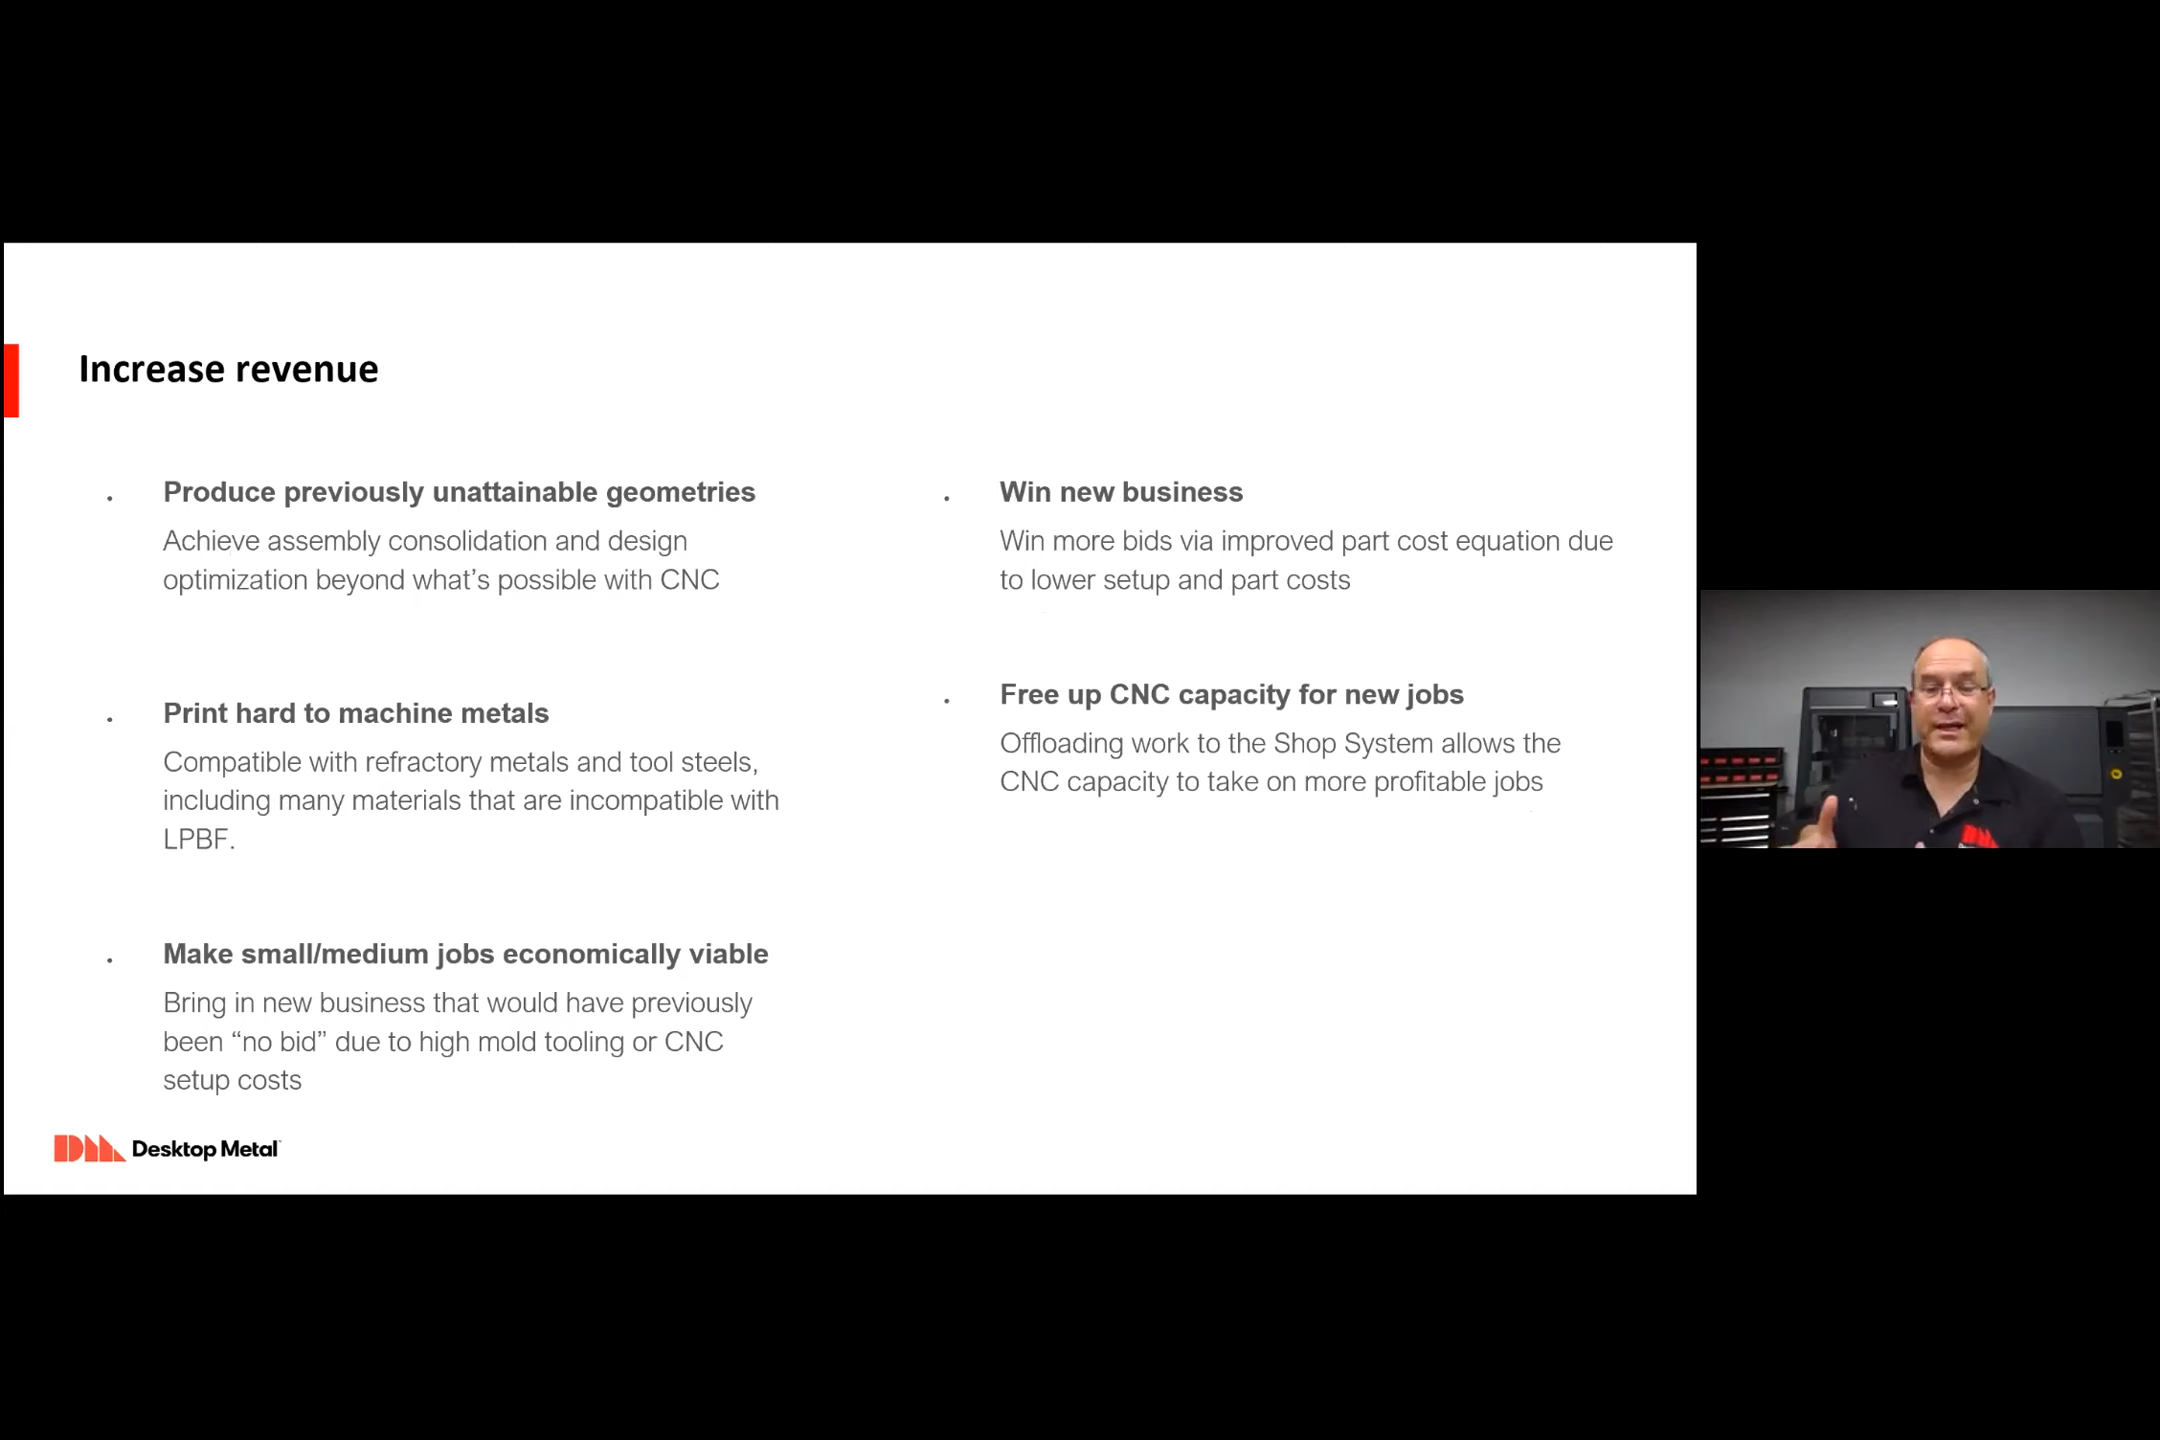 Increase revenue
Produce previously unattainable geometries
Achieve assembly consolidation and design
optimization beyond what’s possible with CNC
Print hard to machine metals
Compatible with refractory metals and tool steels,
including many materials that are incompatible with
LPBF.
Make small/medium jobs economically viable
Bring in new business that would have previously
been “no bid” due to high mold tooling or CNC
setup costs
Win new business
Win more bids via improved part cost equation due
to lower setup and part costs
Free up CNC capacity for new jobs
Offloading work to the Shop System allows the
CNC capacity to take on more profitable jobs
DM Desktop Metal